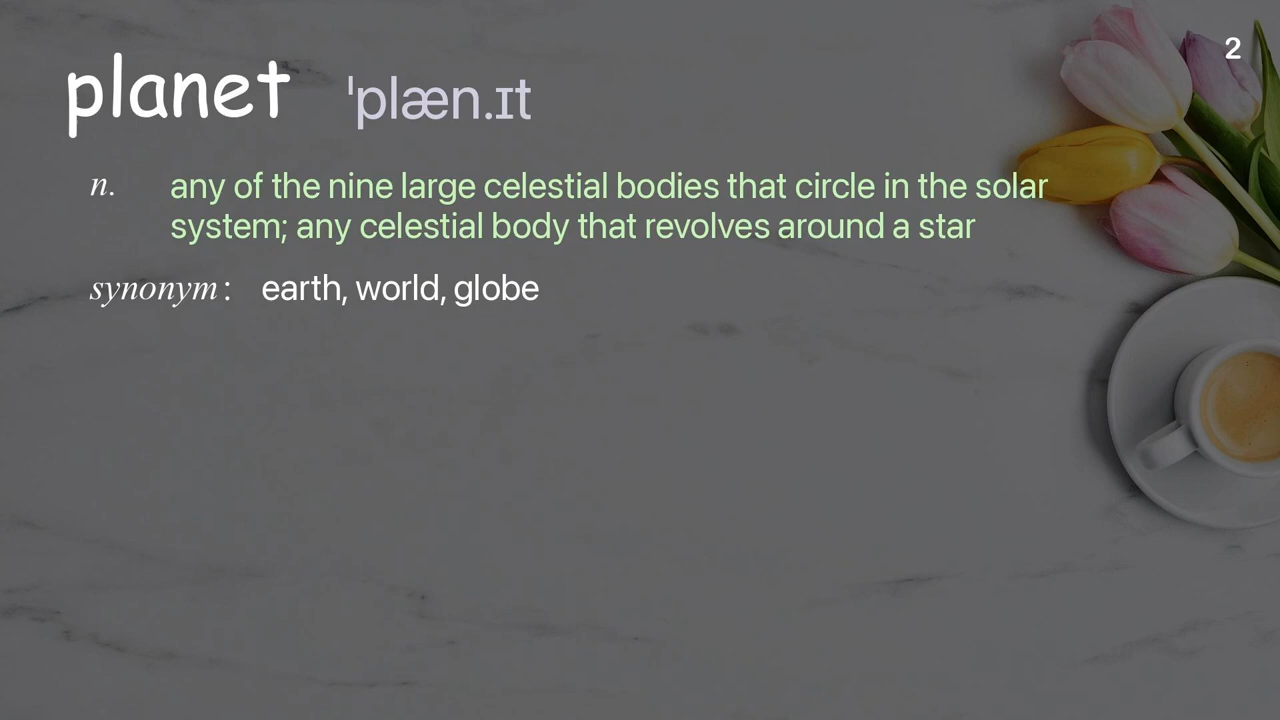 2
planet ˈplæn.ɪt
n. any of the nine large celestial bodies that circle in the solar
system; any celestial body that revolves around a star
synonym : earth, world, globe